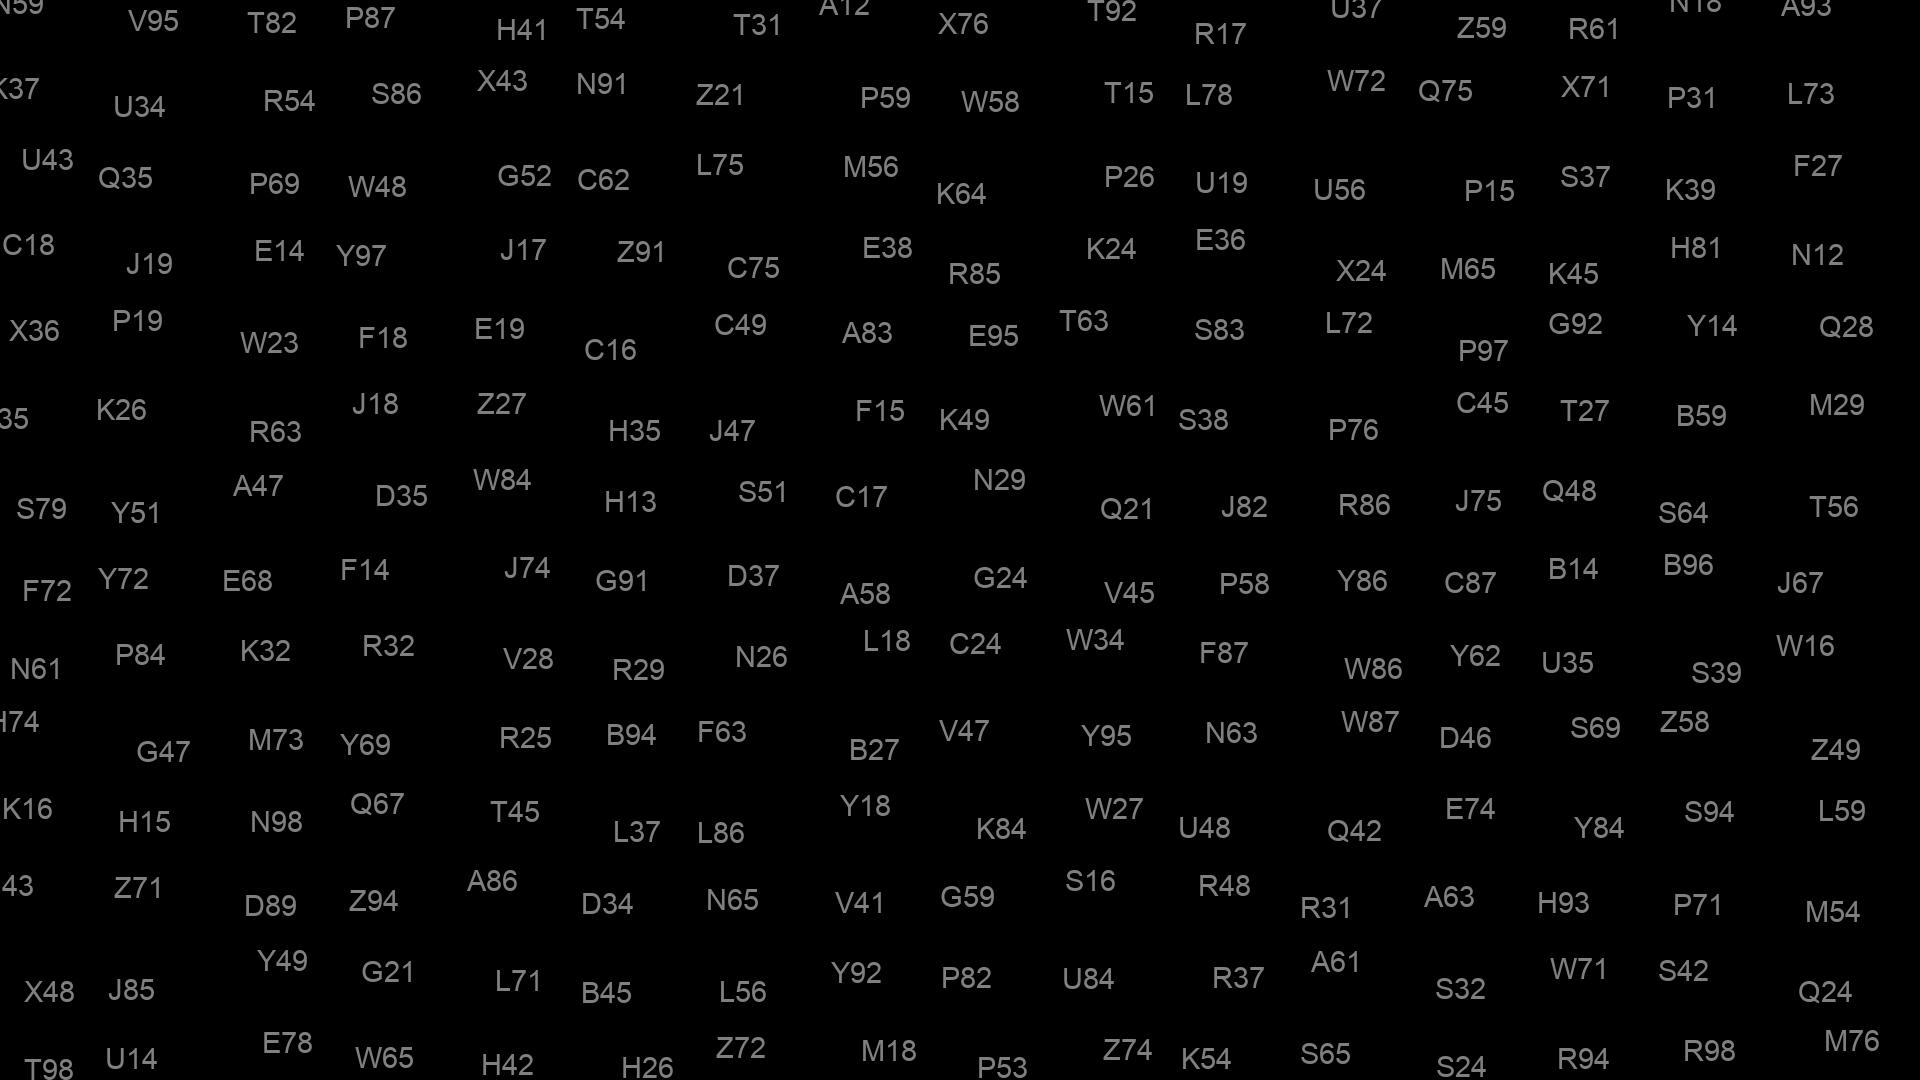 V95 T82 P87 H41 T54 T31 A12 X76 T92 R17 U37 Z59 R61 N18 A93
K37 U34 R54 S86 X43 N91 Z21 P59 W58 T15 L78 W72 Q75 X71 P31 L73
U43 Q35 P69 W48 G52 C62 L75 M56 K64 P26 U19 U56 P15 S37 K39 F27
C18 J19 E14 Y97 J17 Z91 C75 E38 R85 K24 E36 X24 M65 K45 H81 N12
X36 P19 W23 F18 E19 C16 C49 A83 E95 T63 S83 L72 P97 G92 Y14 Q28
35 K26 R63 J18 Z27 H35 J47 F15 K49 W61 S38 P76 C45 T27 B59 M29
S79 Y51 A47 D35 W84 H13 S51 C17 N29 Q21 J82 R86 J75 Q48 S64 T56
F72 Y72 E68 F14 J74 G91 D37 A58 G24 V45 P58 Y86 C87 B14 B96 J67
N61 P84 K32 R32 V28 R29 N26 L18 C24 W34 F87 W86 Y62 U35 S39 W16
H74 G47 M73 Y69 R25 B94 F63 B27 V47 Y95 N63 W87 D46 S69 Z58 Z49
K16 H15 N98 Q67 T45 L37 L86 Y18 K84 W27 U48 Q42 E74 Y84 S94 L59
43 Z71 D89 Z94 A86 D34 N65 V41 G59 S16 R48 R31 A63 H93 P71 M54
X48 J85 Y49 G21 L71 B45 L56 Y92 P82 U84 R37 A61 S32 W71 S42 Q24
T98 U14 E78 W65 H42 H26 Z72 M18 P53 Z74 K54 S65 S24 R94 R98 M76